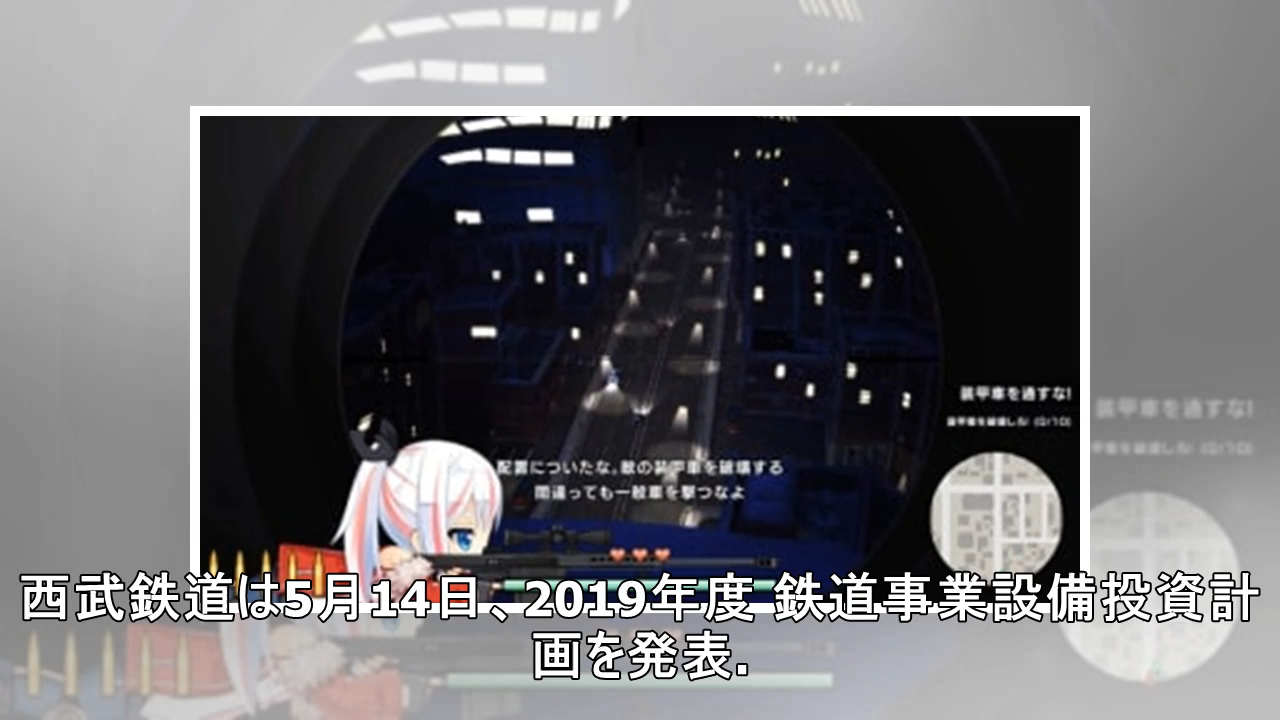 装甲車を通すな!
装甲車を破壊しろ! (0/10)
配置についたな。敵の装甲車を破壊する
間違っても一般車を撃つなよ
西武鉄道は5月14日、2019年度 鉄道事業設備投資計
画を発表.